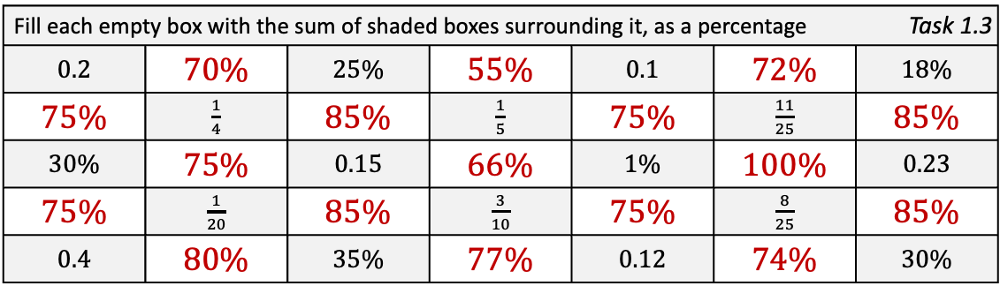 Fill each empty box with the sum of shaded boxes surrounding it, as a percentage Task 1.3
0.2 70% 25% 55% 0.1 72% 18%
75% 1/4 85% 1/5 75% 11/25 85%
30% 75% 0.15 66% 1% 100% 0.23
75% 1/20 85% 3/10 75% 8/25 85%
0.4 80% 35% 77% 0.12 74% 30%